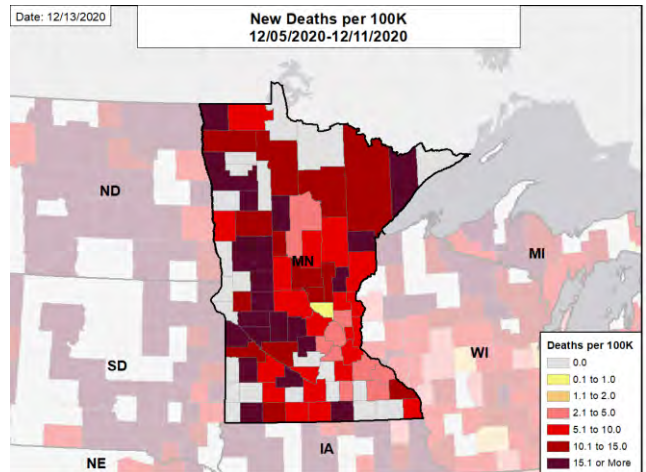 Date: 12/13/2020
New Deaths per 100K
12/05/2020-12/11/2020
ND
MN
MI
SD
WI
IA
NE
Deaths per 100K
0.0
0.1 to 1.0
1.1 to 2.0
2.1 to 5.0
5.1 to 10.0
10.1 to 15.0
15.1 or More